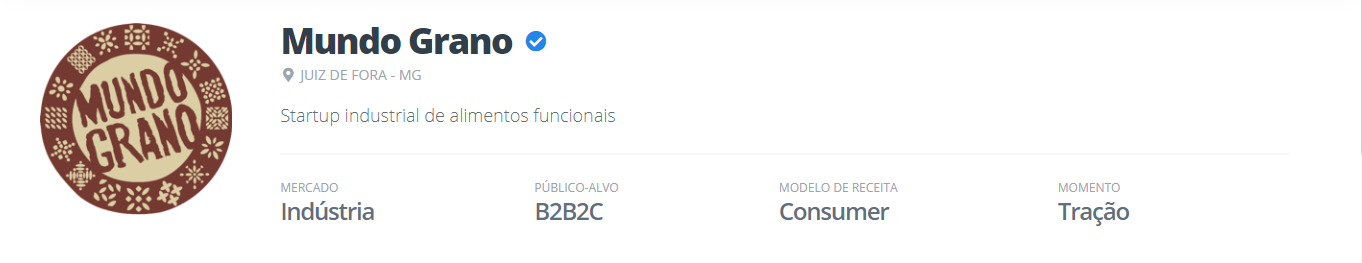 MUNDO
GRANO
Mundo Grano
JUIZ DE FORA - MG
Startup industrial de alimentos funcionais
MERCADO
Indústria
PÚBLICO-ALVO
B2B2C
MODELO DE RECEITA
Consumer
MOMENTO
Tração